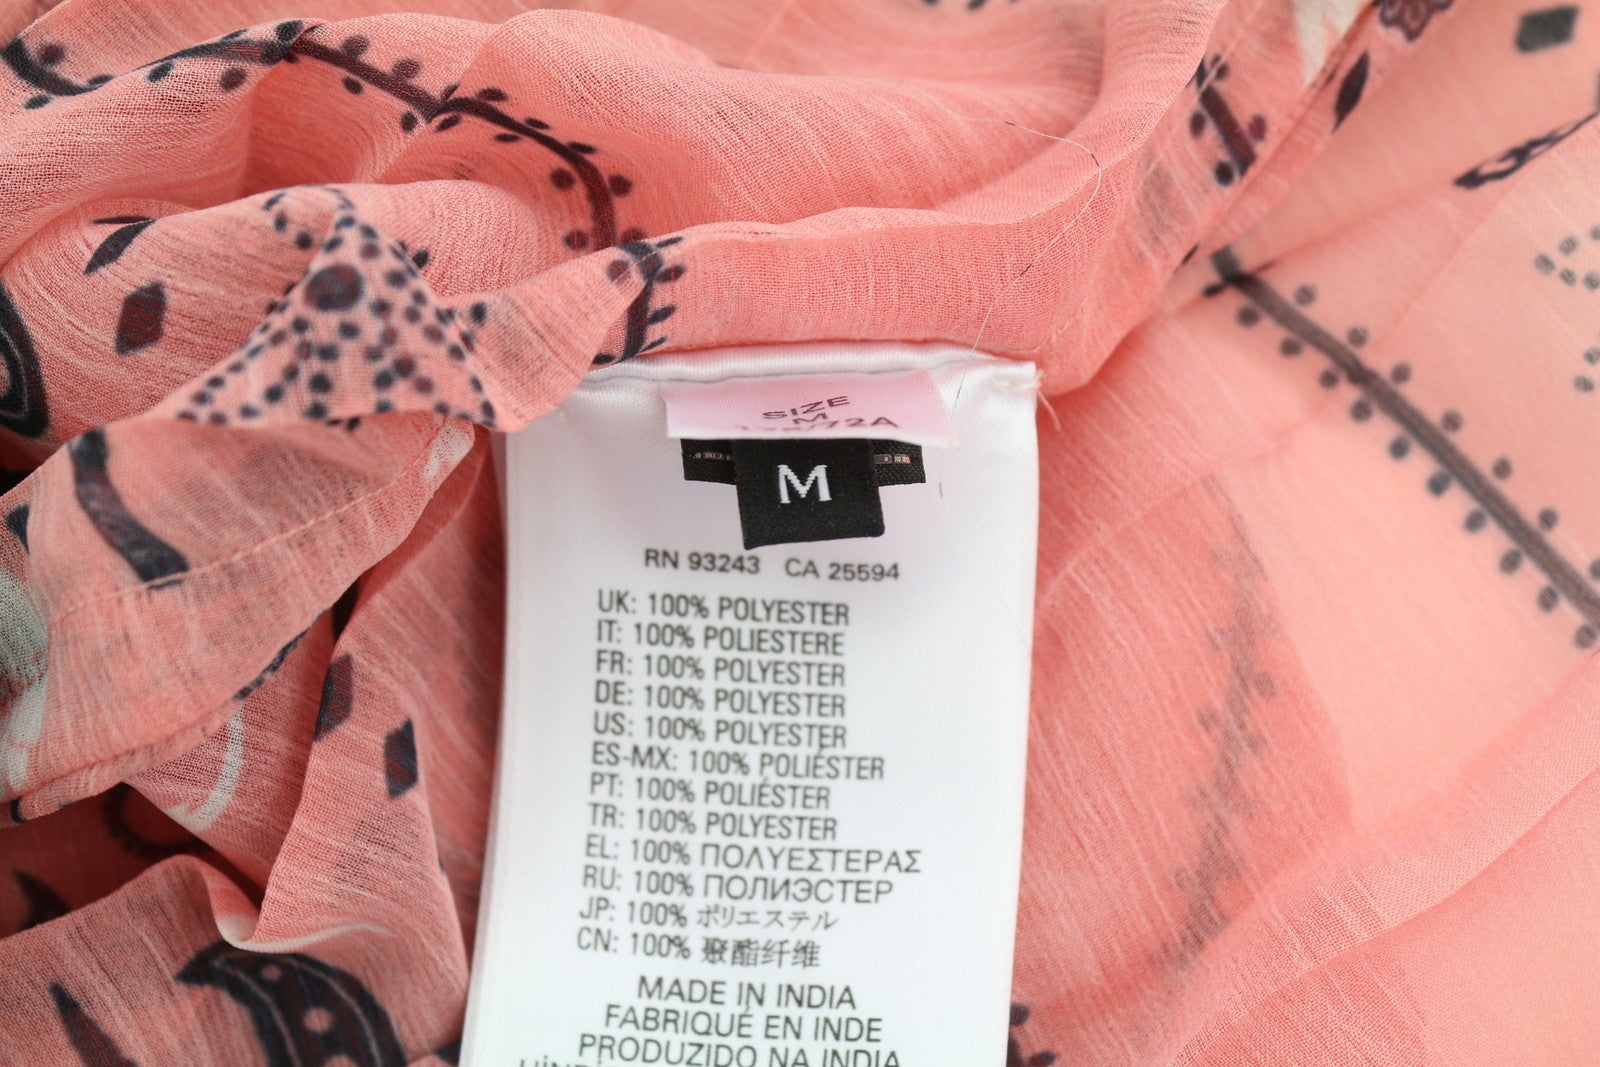 SIZE
M
/72A
M
RN 93243 CA 25594
UK: 100% POLYESTER
IT: 100% POLIESTERE
FR: 100% POLYESTER
DE: 100% POLYESTER
US: 100% POLYESTER
ES-MX: 100% POLIÉSTER
PT: 100% POLIÉSTER
TR: 100% POLYESTER
EL: 100% ΠΟΛΥΕΣΤΕΡΑΣ
RU: 100% ПОЛИЭСТЕР
JP: 100% ポリエステル
CN: 100% 聚酯纤维
MADE IN INDIA
FABRIQUÉ EN INDE
PRODUZIDO NA INDIA